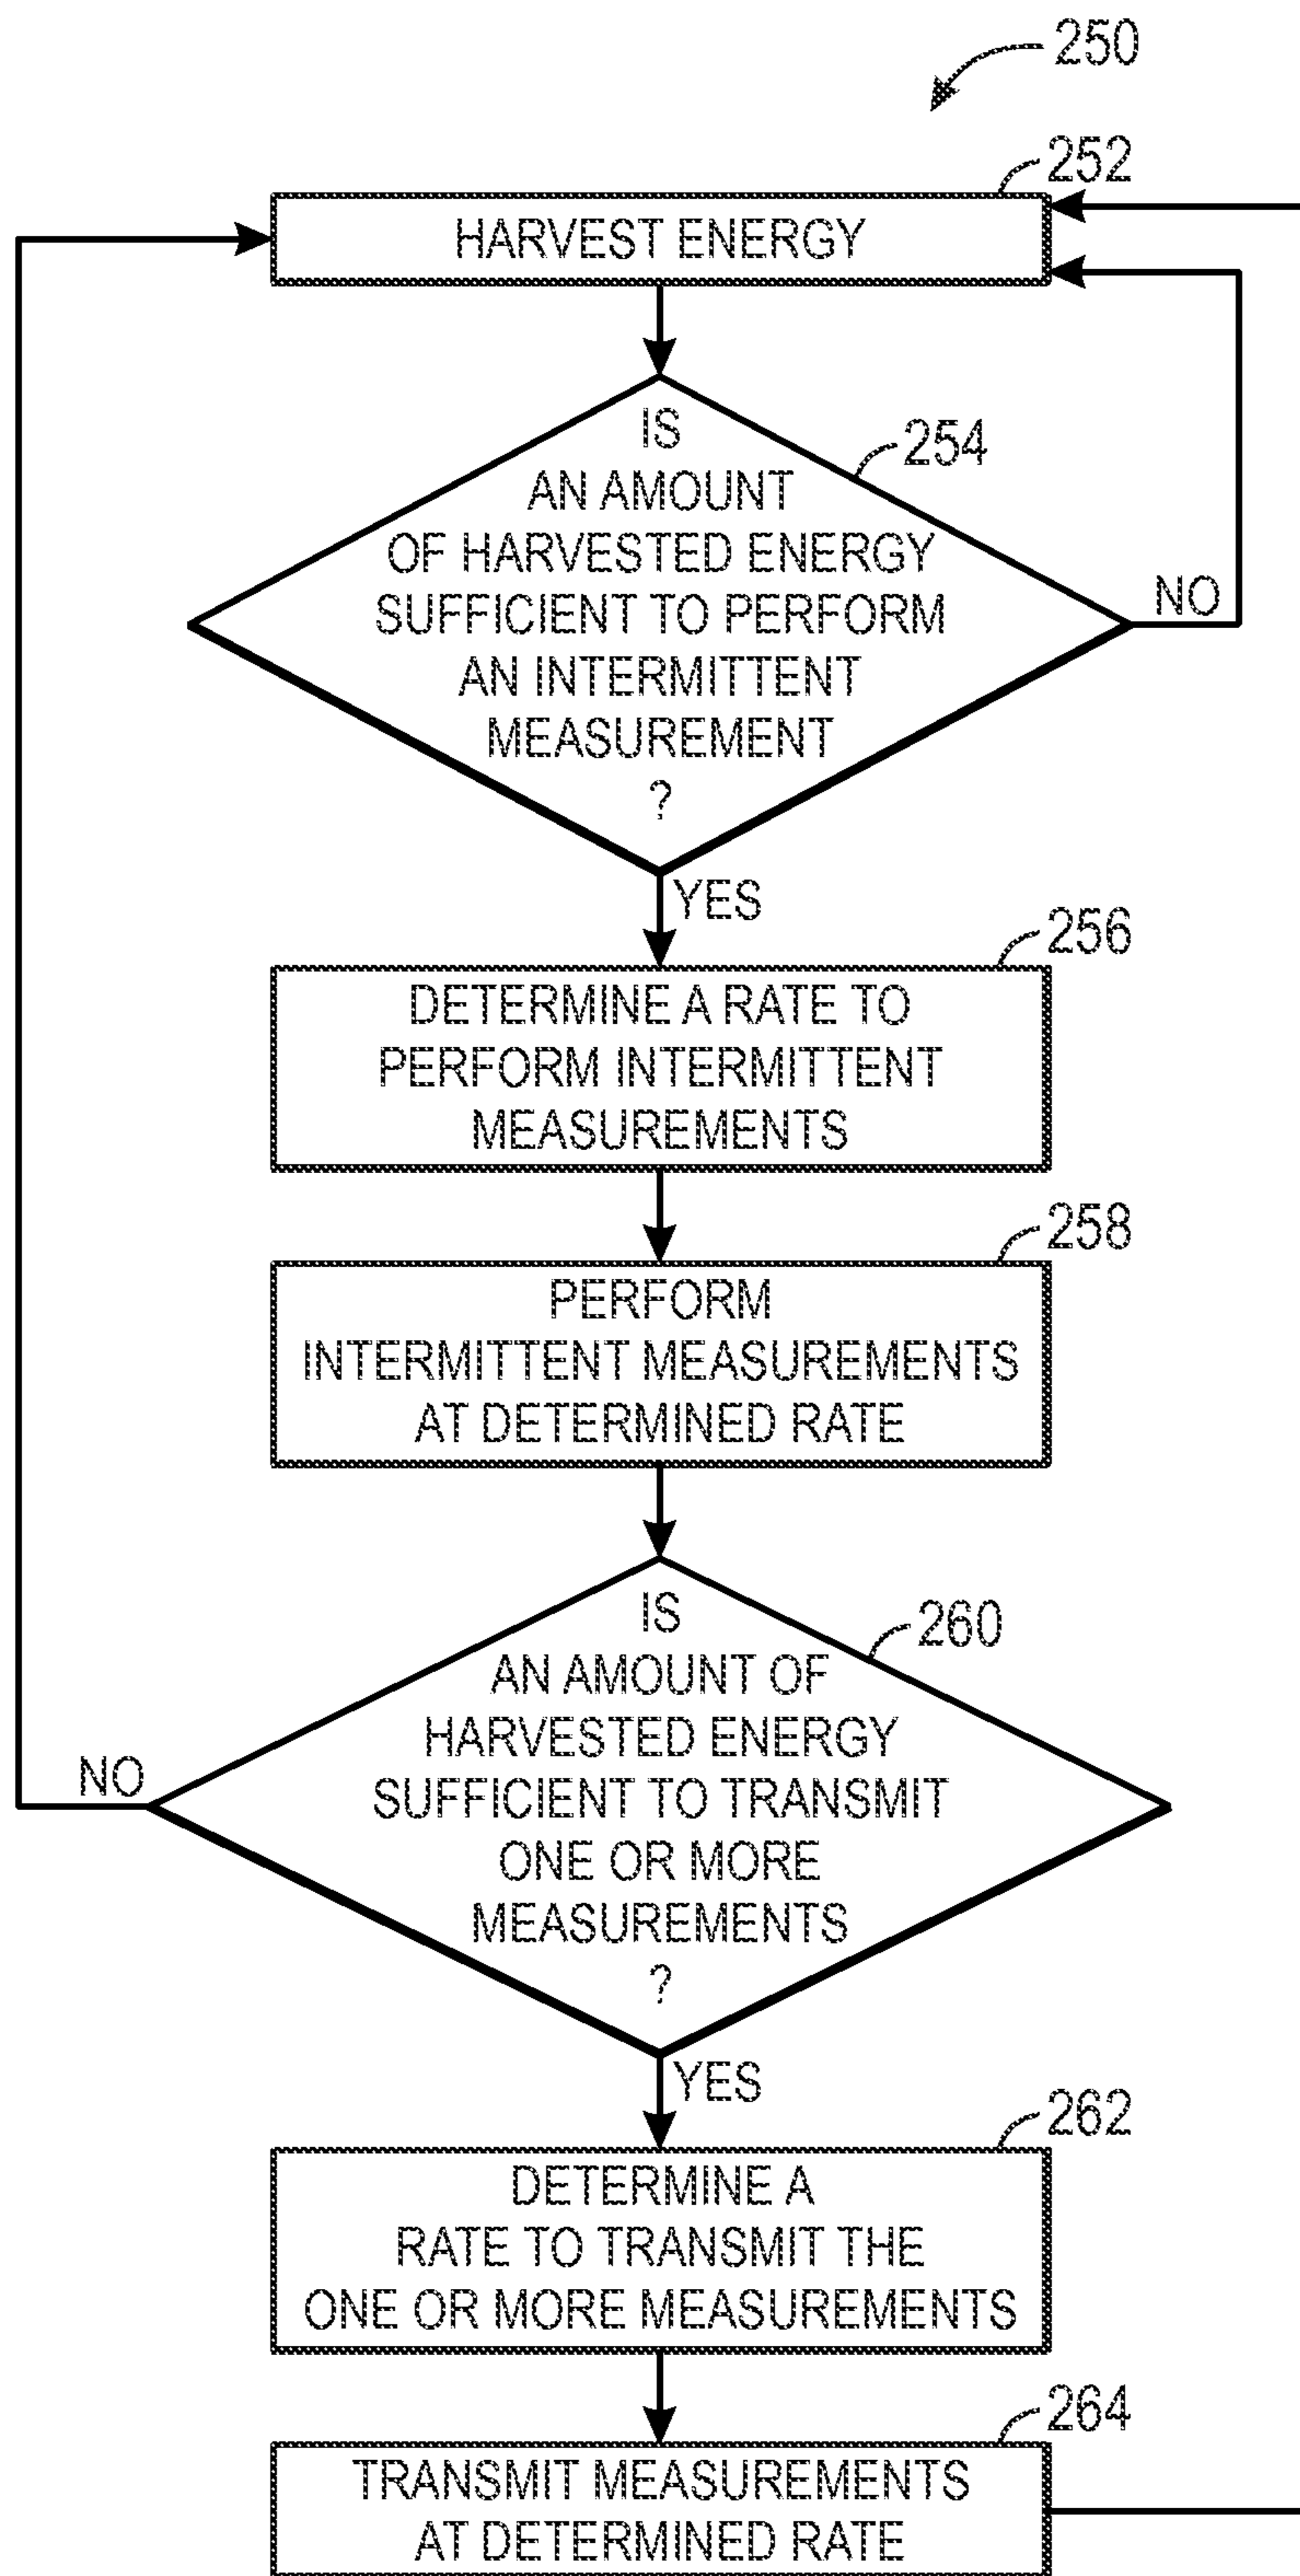 250
252
HARVEST ENERGY
IS
AN AMOUNT
OF HARVESTED ENERGY
SUFFICIENT TO PERFORM
AN INTERMITTENT
MEASUREMENT
?
254
NO
YES
256
DETERMINE A RATE TO
PERFORM INTERMITTENT
MEASUREMENTS
258
PERFORM
INTERMITTENT MEASUREMENTS
AT DETERMINED RATE
IS
AN AMOUNT OF
HARVESTED ENERGY
SUFFICIENT TO TRANSMIT
ONE OR MORE
MEASUREMENTS
?
260
NO
YES
262
DETERMINE A
RATE TO TRANSMIT THE
ONE OR MORE MEASUREMENTS
264
TRANSMIT MEASUREMENTS
AT DETERMINED RATE